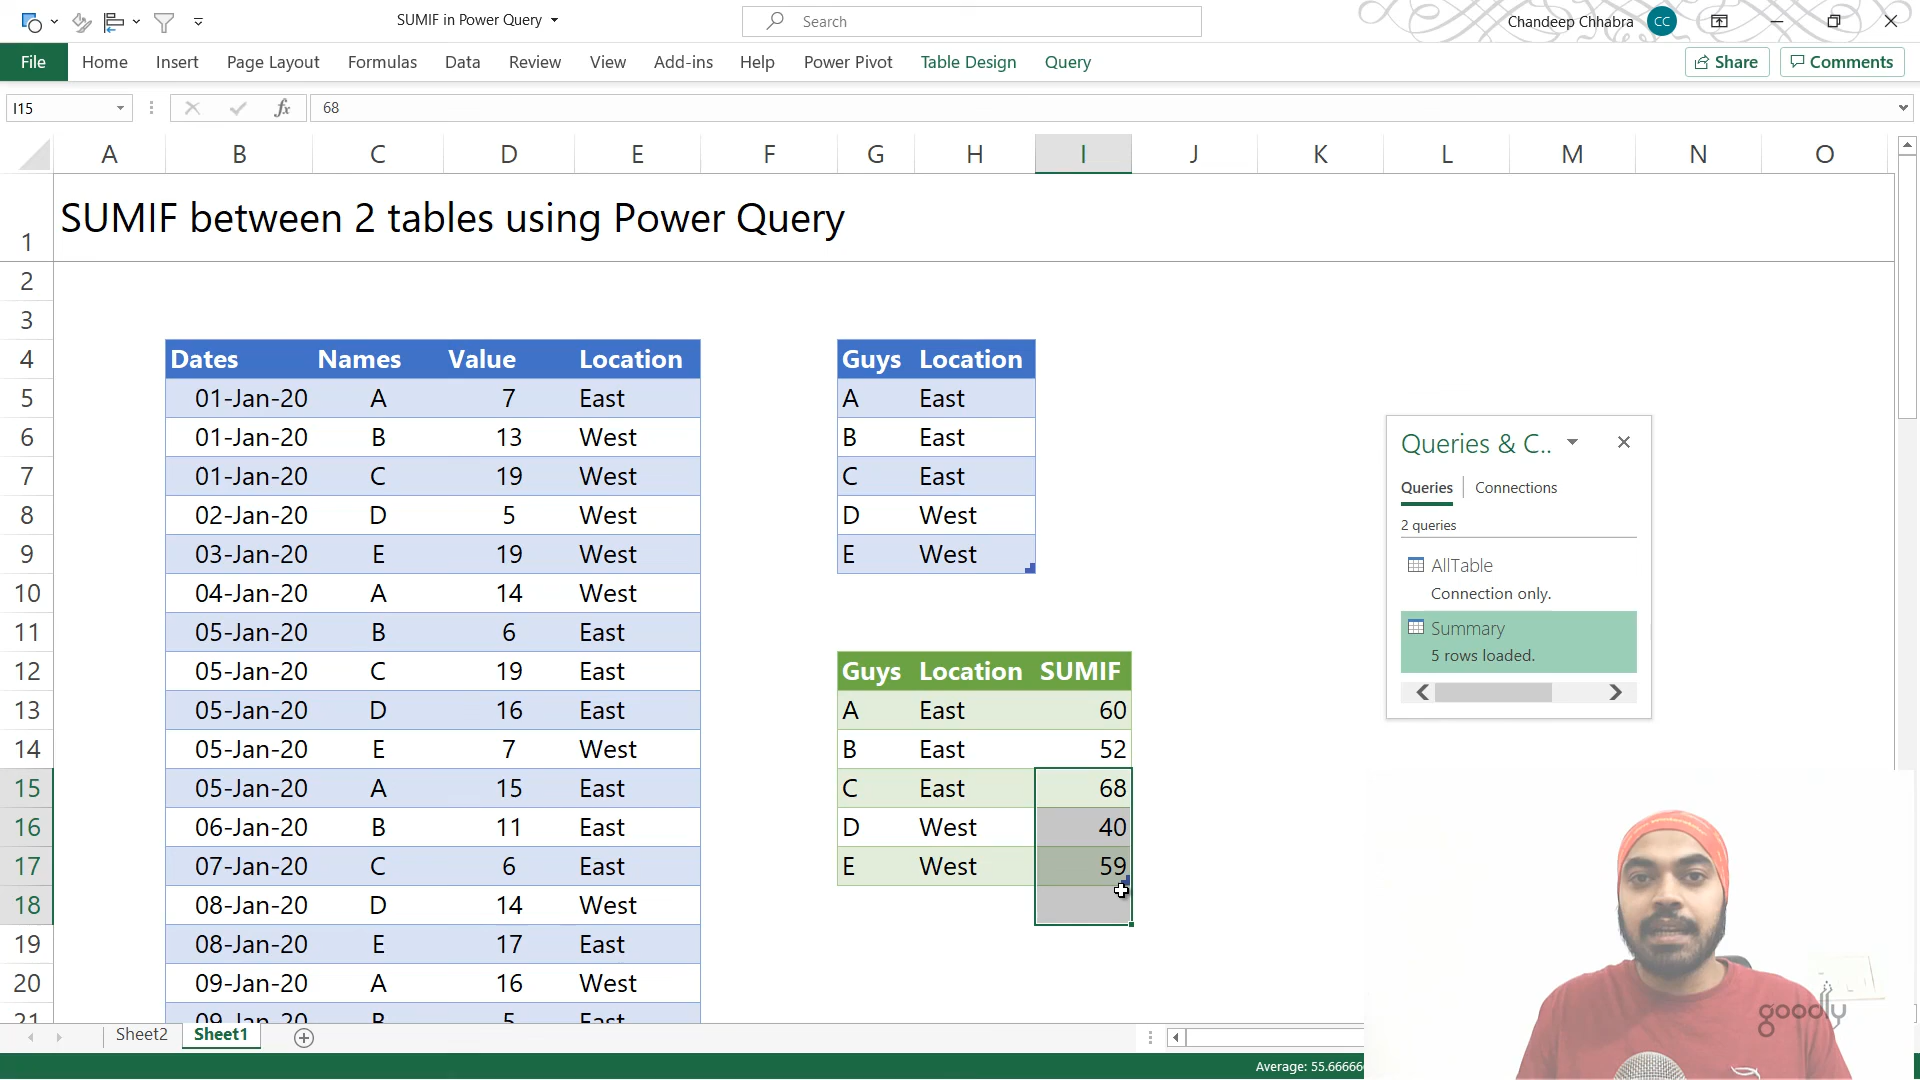 SUMIF in Power Query
Search
Chandeep Chhabra CC
File Home Insert Page Layout Formulas Data Review View Add-ins Help Power Pivot Table Design Query Share Comments
I15 fx 68
A B C D E F G H I J K L M N O
1 SUMIF between 2 tables using Power Query
2
3
4 Dates Names Value Location Guys Location
5 01-Jan-20 A 7 East A East
6 01-Jan-20 B 13 West B East
7 01-Jan-20 C 19 West C East
8 02-Jan-20 D 5 West D West
9 03-Jan-20 E 19 West E West
10 04-Jan-20 A 14 West
11 05-Jan-20 B 6 East
12 05-Jan-20 C 19 East Guys Location SUMIF
13 05-Jan-20 D 16 East A East 60
14 05-Jan-20 E 7 West B East 52
15 05-Jan-20 A 15 East C East 68
16 06-Jan-20 B 11 East D West 40
17 07-Jan-20 C 6 East E West 59
18 08-Jan-20 D 14 West
19 08-Jan-20 E 17 East
20 09-Jan-20 A 16 West
21 09-Jan-20 B 5 East
Queries & C..
Queries Connections
2 queries
AllTable
Connection only.
Summary
5 rows loaded.
goodly
Sheet2 Sheet1
Average: 55.66666